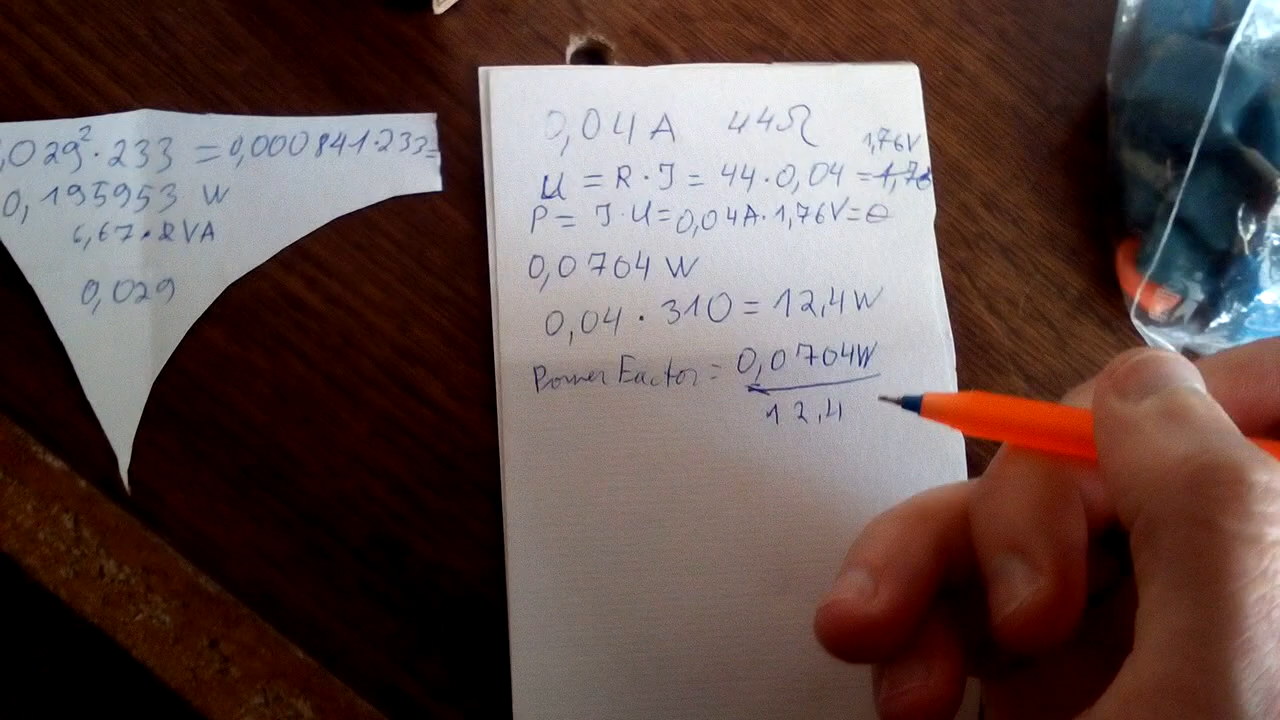 ,029²·233 = 0,000841·233=
0,195953 W
6,67·2VA
0,029
0,04A 44Ω
1,76V
U = R·I = 44·0,04 = 1,76
P = I·U = 0,04A·1,76V = 0
0,0704 W
0,04 · 310 = 12,4W
Power Factor = 0,0704W
12,4